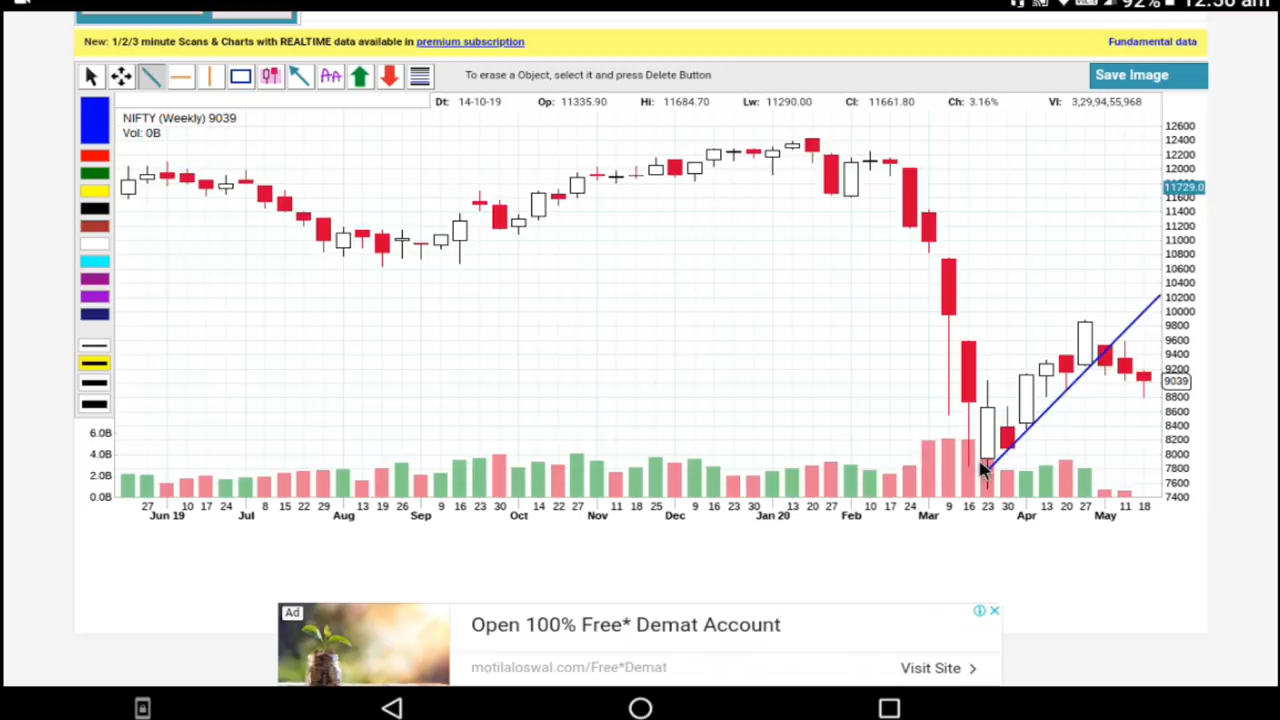 92% 12:36 am
New: 1/2/3 minute Scans & Charts with REALTIME data available in premium subscription Fundamental data
To erase a Object, select it and press Delete Button Save Image
Dt: 14-10-19 Op: 11335.90 Hi: 11684.70 Lw: 11290.00 Cl: 11661.80 Ch: 3.16% Vl: 3,29,94,55,968
NIFTY (Weekly) 9039
Vol: 0B
12600
12400
12200
12000
11729.0
11600
11400
11200
11000
10800
10600
10400
10200
10000
9800
9600
9400
9200
9039
8800
8600
8400
8200
8000
7800
7600
7400
6.0B
4.0B
2.0B
0.0B
27 10 17 24 8 15 22 29 13 19 26 9 16 23 30 14 22 27 11 18 25 9 16 23 30 13 20 27 10 17 24 9 16 23 30 13 20 27 11 18
Jun 19 Jul Aug Sep Oct Nov Dec Jan 20 Feb Mar Apr May
Ad
Open 100% Free* Demat Account
motilaloswal.com/Free*Demat Visit Site